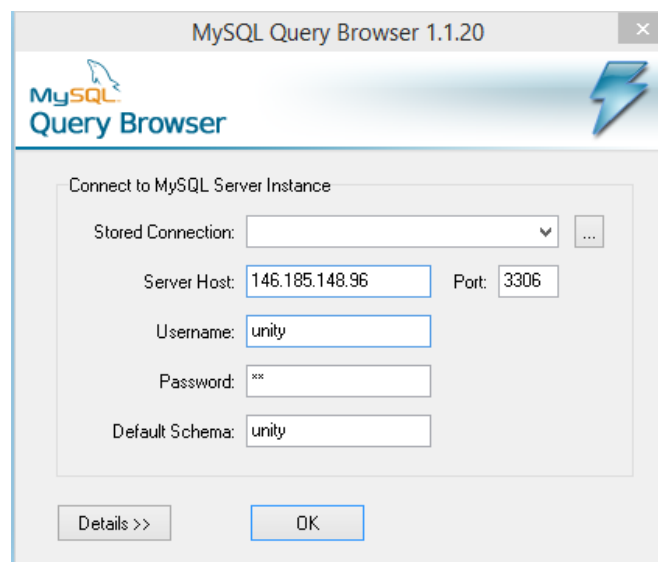 MySQL Query Browser 1.1.20
×
MySQL
Query Browser
Connect to MySQL Server Instance
Stored Connection: ...
Server Host: 146.185.148.96 Port: 3306
Username: unity
Password: **
Default Schema: unity
Details >> OK